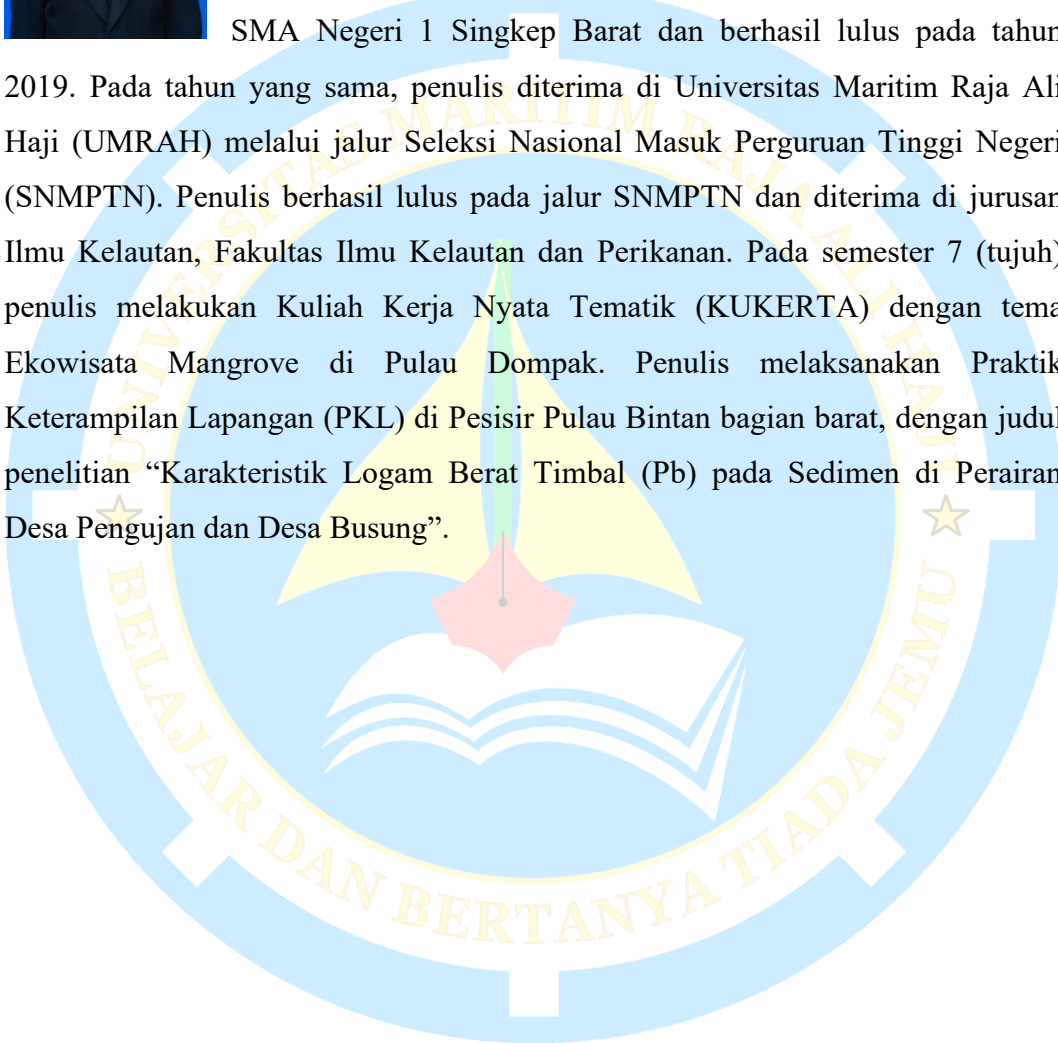 SMA Negeri 1 Singkep Barat dan berhasil lulus pada tahun
2019. Pada tahun yang sama, penulis diterima di Universitas Maritim Raja Ali
Haji (UMRAH) melalui jalur Seleksi Nasional Masuk Perguruan Tinggi Negeri
(SNMPTN). Penulis berhasil lulus pada jalur SNMPTN dan diterima di jurusan
Ilmu Kelautan, Fakultas Ilmu Kelautan dan Perikanan. Pada semester 7 (tujuh)
penulis melakukan Kuliah Kerja Nyata Tematik (KUKERTA) dengan tema
Ekowisata Mangrove di Pulau Dompak. Penulis melaksanakan Praktik
Keterampilan Lapangan (PKL) di Pesisir Pulau Bintan bagian barat, dengan judul
penelitian “Karakteristik Logam Berat Timbal (Pb) pada Sedimen di Perairan
Desa Pengujan dan Desa Busung”.
UNIVERSITAS MARITIM RAJA ALI HAJI
BELAJAR DAN BERTANYA TIADA JEMU